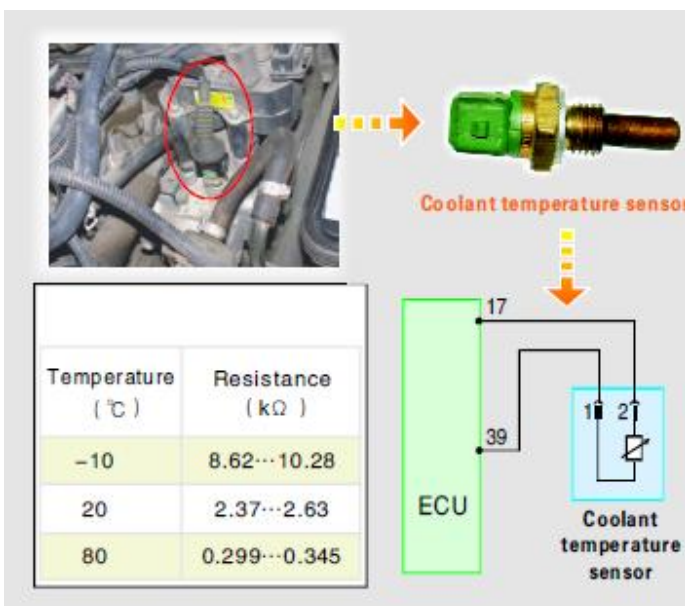 Coolant temperature sensor
Temperature
Resistance
( ℃ )
( kΩ )
−10
8.62···10.28
20
2.37···2.63
80
0.299···0.345
17
39
ECU
1
2
Coolant
temperature
sensor